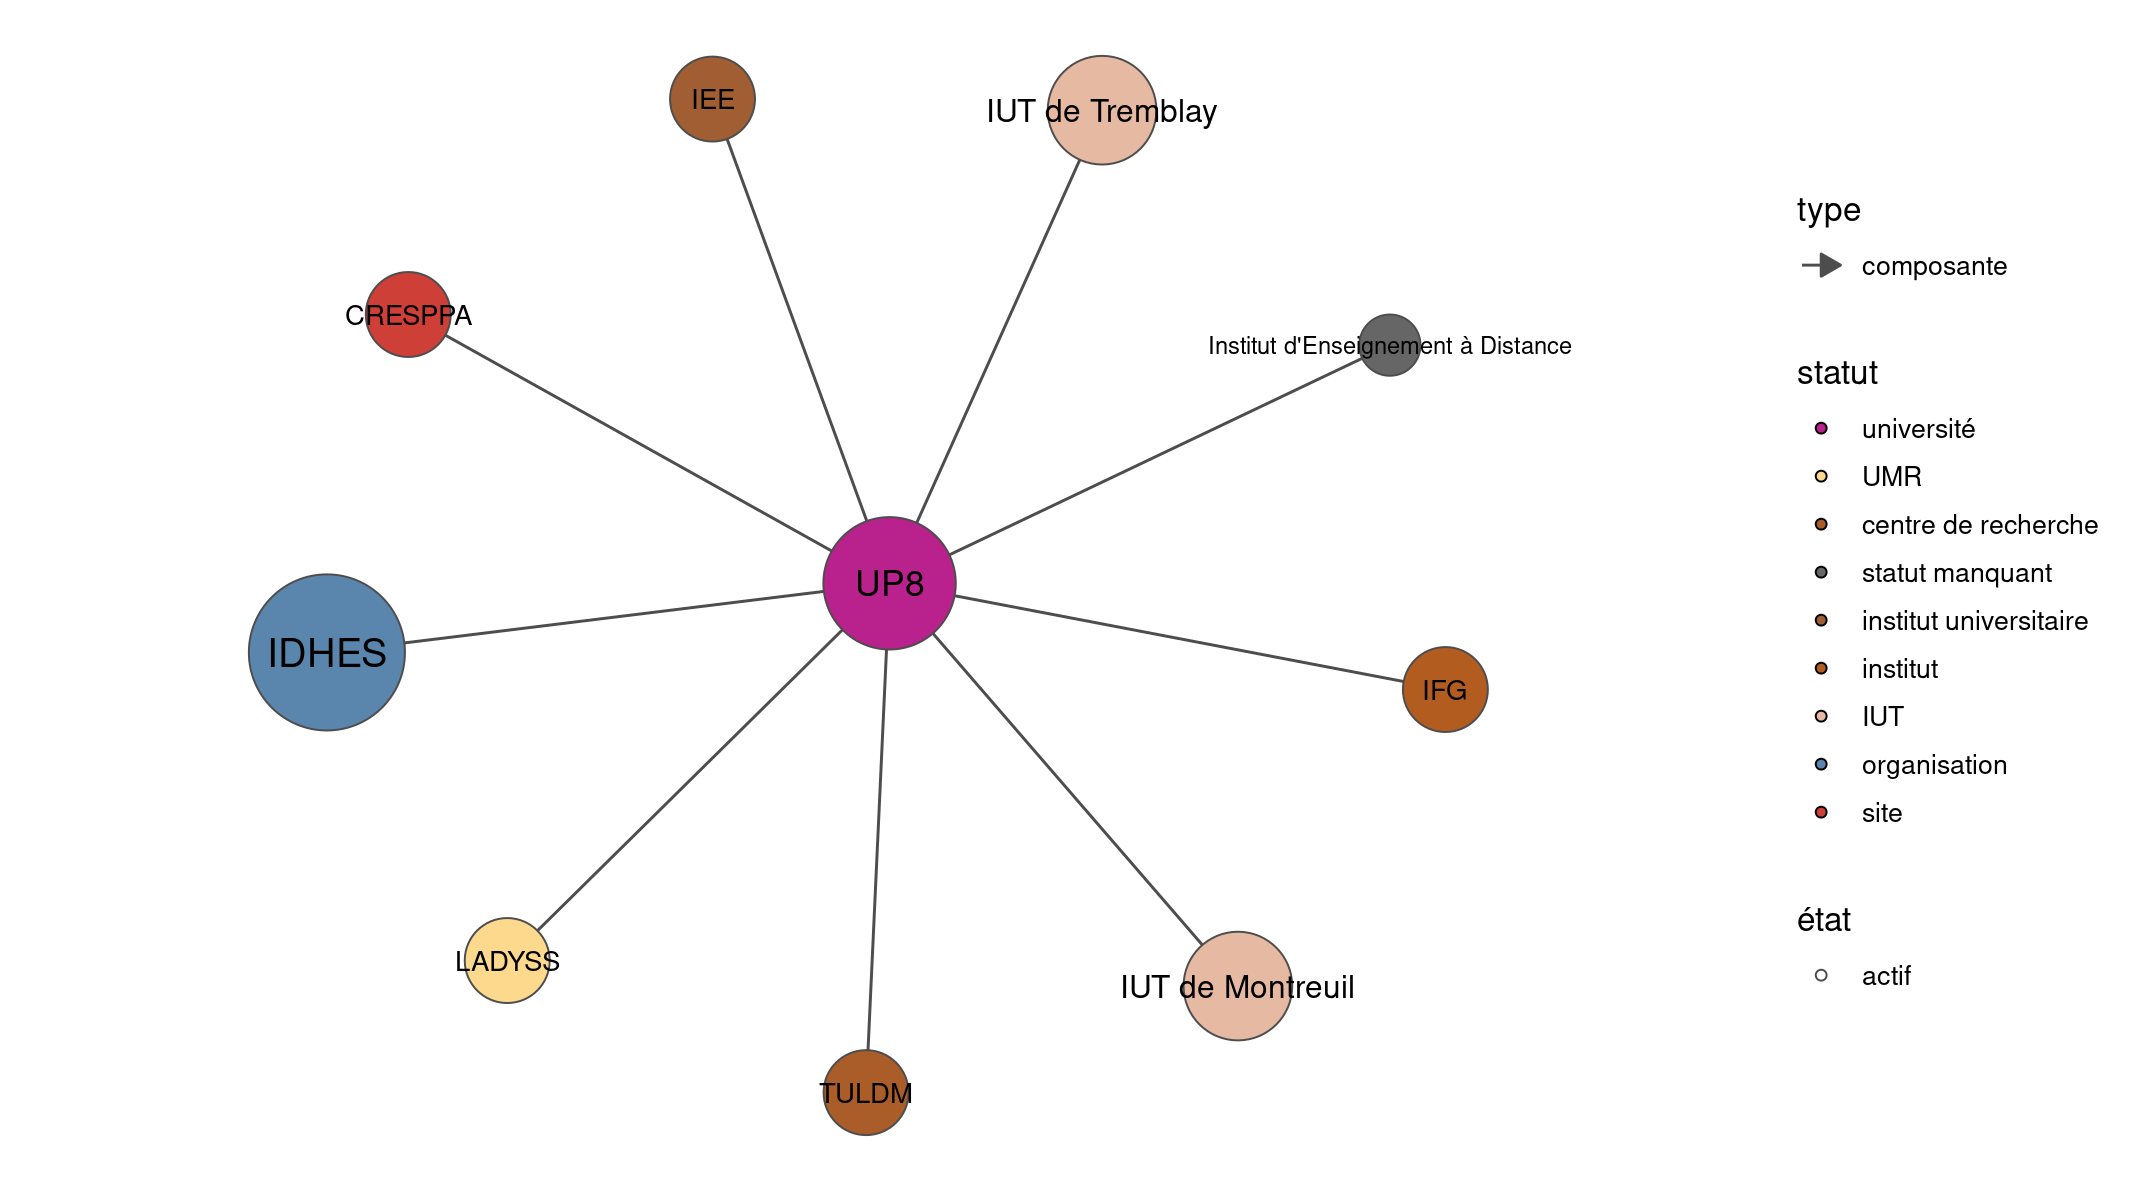 IEE
IUT de Tremblay
CRESPPA
Institut d'Enseignement à Distance
UP8
IDHES
IFG
LADYSS
IUT de Montreuil
TULDM
type
composante
statut
université
UMR
centre de recherche
statut manquant
institut universitaire
institut
IUT
organisation
site
état
actif